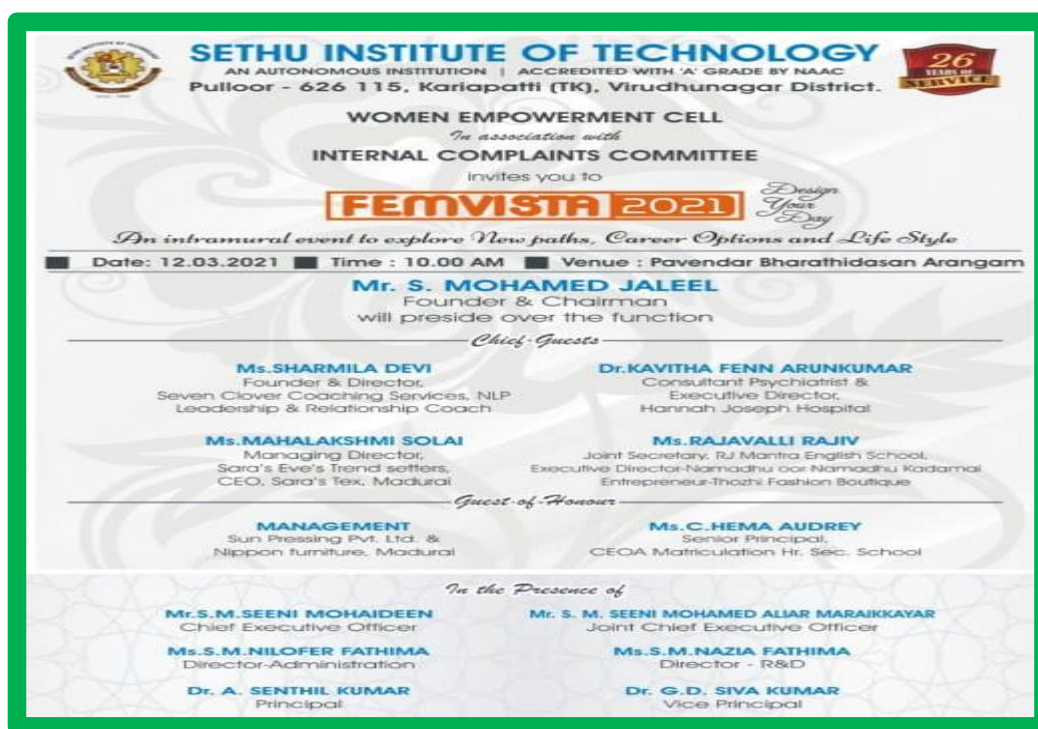 SETHU INSTITUTE OF TECHNOLOGY
AN AUTONOMOUS INSTITUTION | ACCREDITED WITH 'A' GRADE BY NAAC
Pulloor - 626 115, Kariapatti (TK), Virudhunagar District.
26
YEARS OF
SERVICE
WOMEN EMPOWERMENT CELL
In association with
INTERNAL COMPLAINTS COMMITTEE
invites you to
FEMVISTA 2021
Design
Your
Day
An intramural event to explore New paths, Career Options and Life Style
Date: 12.03.2021 Time : 10.00 AM Venue : Pavendar Bharathidasan Arangam
Mr. S. MOHAMED JALEEL
Founder & Chairman
will preside over the function
Chief-Guests
Ms.SHARMILA DEVI
Founder & Director,
Seven Clover Coaching Services, NLP
Leadership & Relationship Coach
Dr.KAVITHA FENN ARUNKUMAR
Consultant Psychiatrist &
Executive Director,
Hannah Joseph Hospital
Ms.MAHALAKSHMI SOLAI
Managing Director,
Sara's Eve's Trend setters,
CEO, Sara's Tex, Madurai
Ms.RAJAVALLI RAJIV
Joint Secretary, RJ Mantra English School,
Executive Director-Namadhu oor Namadhu Kadamai
Entrepreneur-Thozhi Fashion Boutique
Guest-of-Honour
MANAGEMENT
Sun Pressing Pvt. Ltd. &
Nippon furniture, Madurai
Ms.C.HEMA AUDREY
Senior Principal,
CEOA Matriculation Hr. Sec. School
In the Presence of
Mr.S.M.SEENI MOHAIDEEN
Chief Executive Officer
Mr. S. M. SEENI MOHAMED ALIAR MARAIKKAYAR
Joint Chief Executive Officer
Ms.S.M.NILOFER FATHIMA
Director-Administration
Ms.S.M.NAZIA FATHIMA
Director - R&D
Dr. A. SENTHIL KUMAR
Principal
Dr. G.D. SIVA KUMAR
Vice Principal